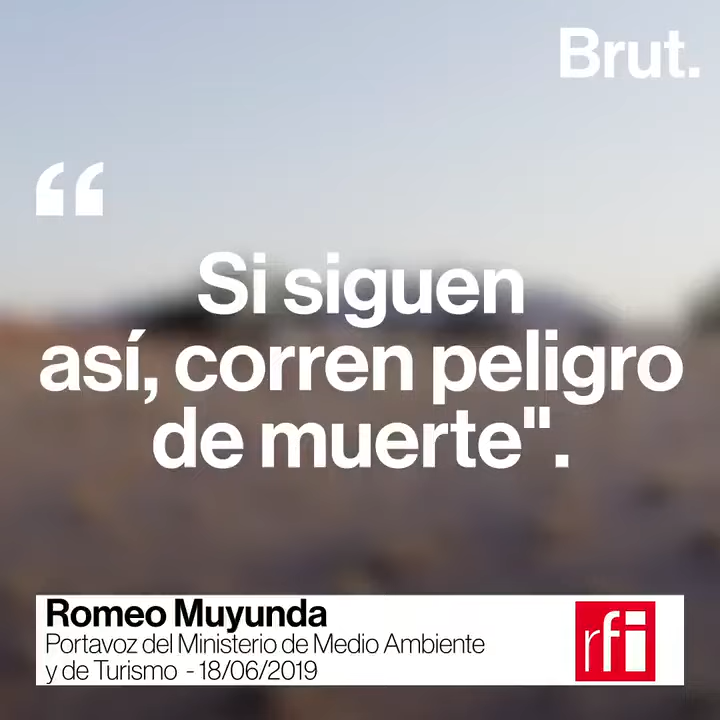 Brut.
“
Si siguen
así, corren peligro
de muerte".
Romeo Muyunda
Portavoz del Ministerio de Medio Ambiente
y de Turismo - 18/06/2019
rfi